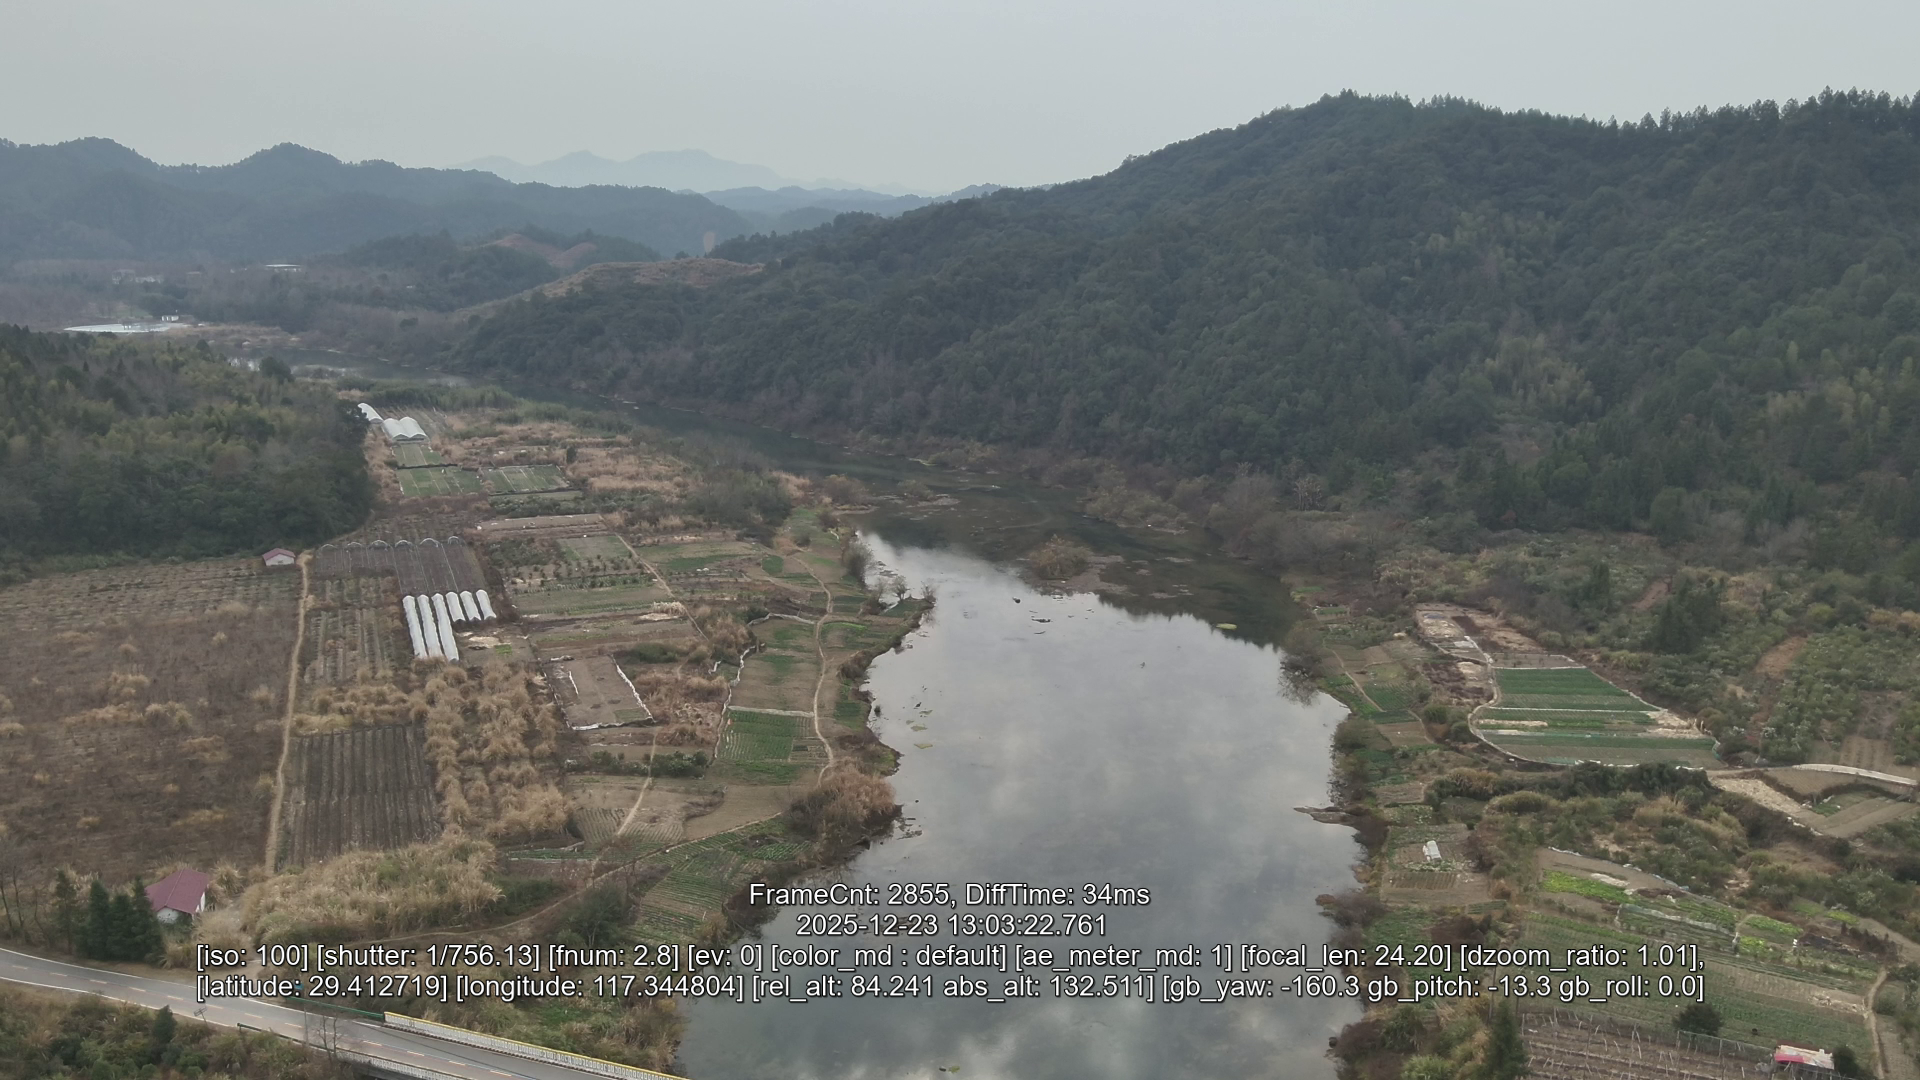 FrameCnt: 2855, DiffTime: 34ms
2025-12-23 13:03:22.761
[iso: 100] [shutter: 1/756.13] [fnum: 2.8] [ev: 0] [color_md : default] [ae_meter_md: 1] [focal_len: 24.20] [dzoom_ratio: 1.01],
[latitude: 29.412719] [longitude: 117.344804] [rel_alt: 84.241 abs_alt: 132.511] [gb_yaw: -160.3 gb_pitch: -13.3 gb_roll: 0.0]